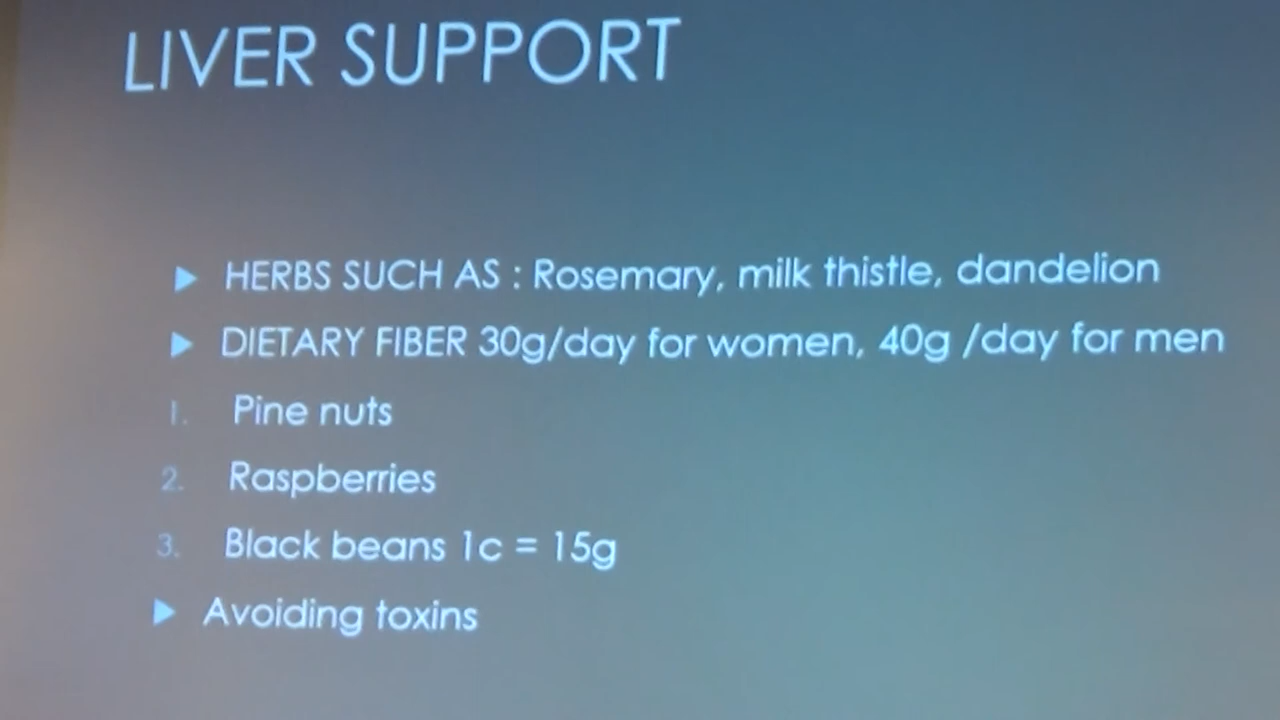 LIVER SUPPORT
HERBS SUCH AS : Rosemary, milk thistle, dandelion
DIETARY FIBER 30g/day for women, 40g /day for men
1. Pine nuts
2. Raspberries
3. Black beans 1c = 15g
Avoiding toxins